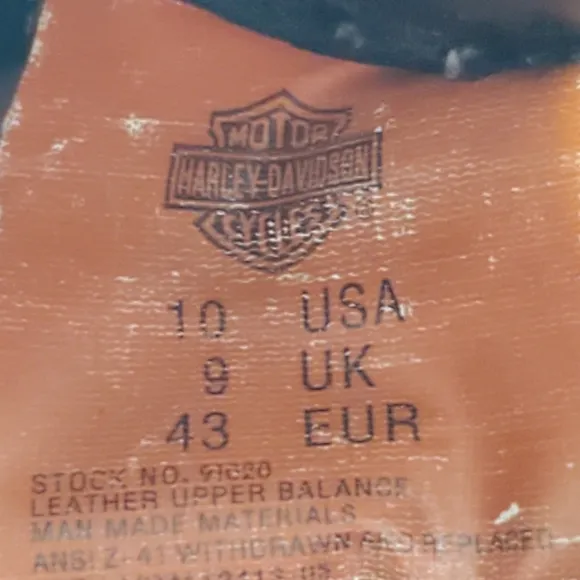 MOTOR
HARLEY-DAVIDSON
CYCLES
10 USA
9 UK
43 EUR
STOCK NO.
LEATHER UPPER BALANCE
MAN MADE MATERIALS
ANSI Z-41 WITHDRAWN AND REPLACED